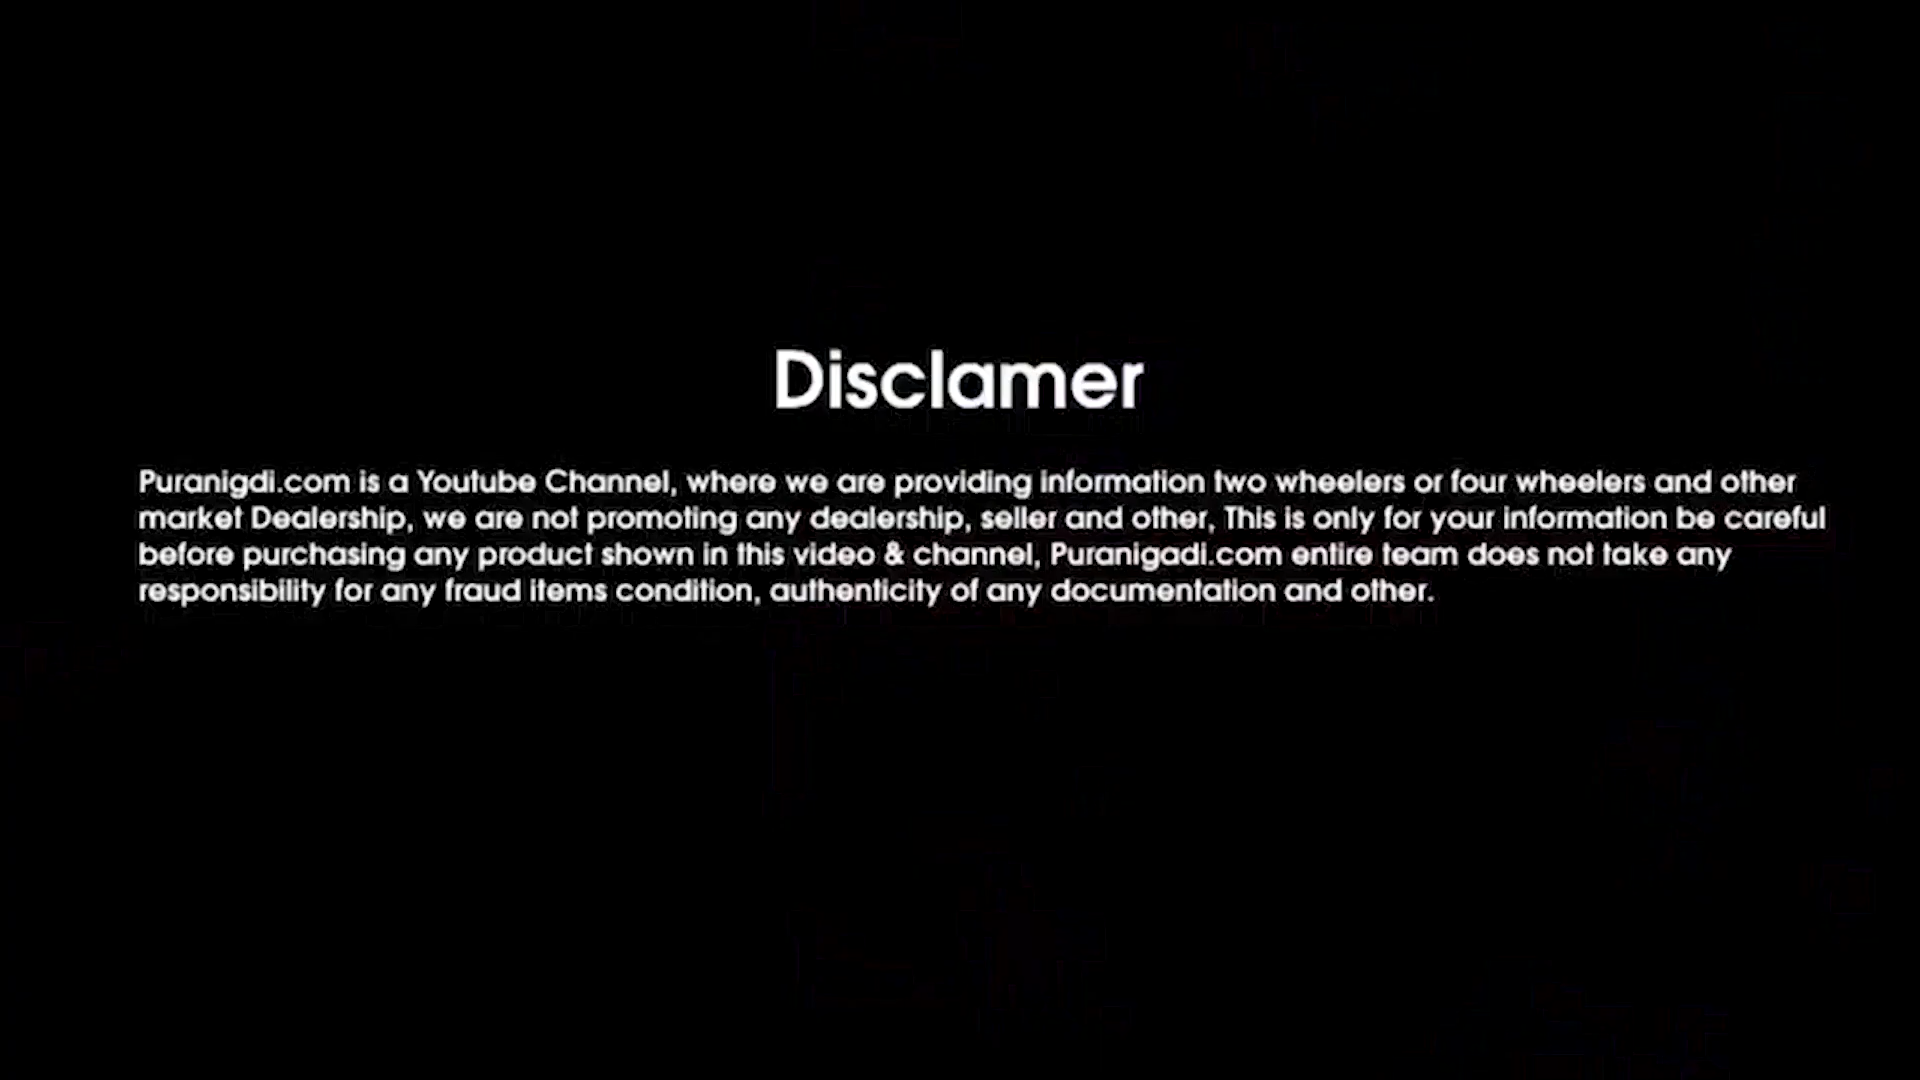 Disclamer
Puranigdi.com is a Youtube Channel, where we are providing information two wheelers or four wheelers and other
market Dealership, we are not promoting any dealership, seller and other, This is only for your information be careful
before purchasing any product shown in this video & channel, Puranigadi.com entire team does not take any
responsibility for any fraud items condition, authenticity of any documentation and other.